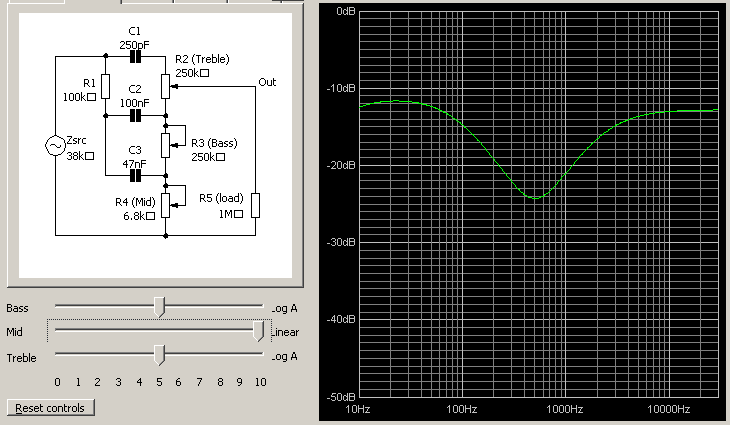 C1
250pF
R2 (Treble)
250k□
R1
100k□
Out
C2
100nF
Zsrc
38k□
R3 (Bass)
250k□
C3
47nF
R4 (Mid)
6.8k□
R5 (load)
1M□
Bass
Log A
Mid
Linear
Treble
Log A
0 1 2 3 4 5 6 7 8 9 10
Reset controls
0dB
-10dB
-20dB
-30dB
-40dB
-50dB
10Hz 100Hz 1000Hz 10000Hz